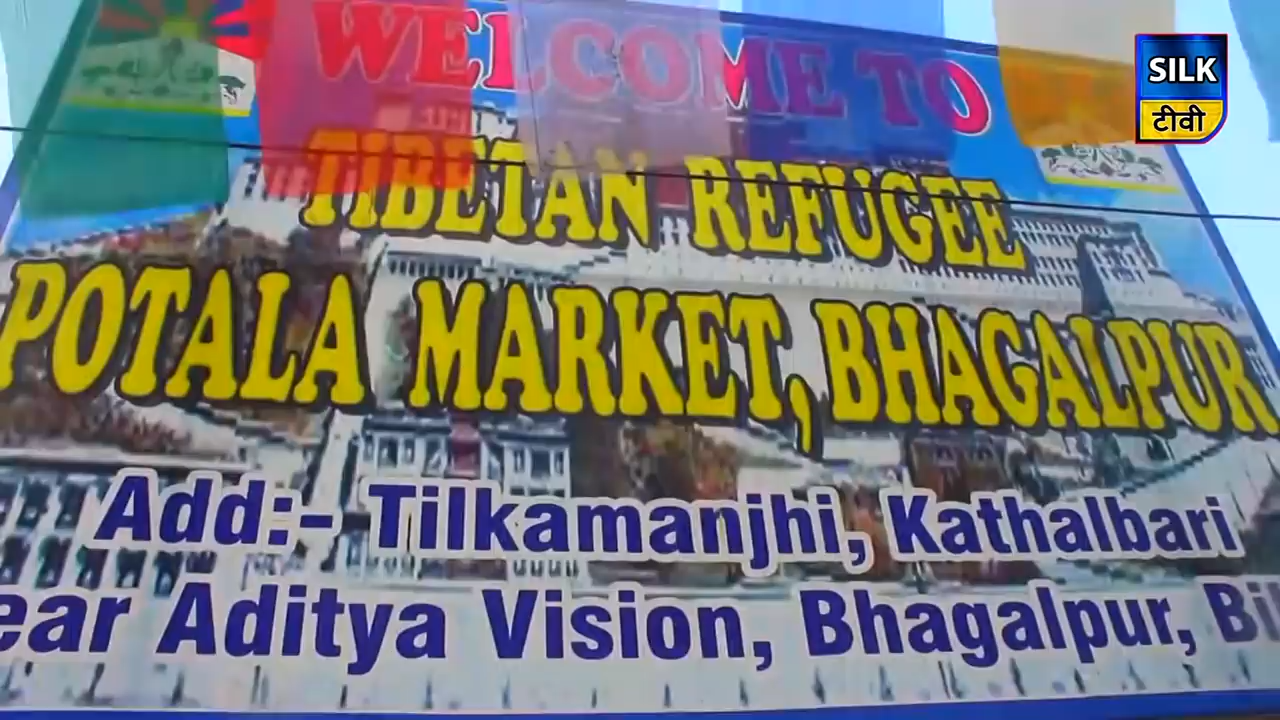 WELCOME TO
TIBETAN REFUGEE
POTALA MARKET, BHAGALPUR
Add:- Tilkamanjhi, Kathalbari
ear Aditya Vision, Bhagalpur, Bi
SILK
टीवी